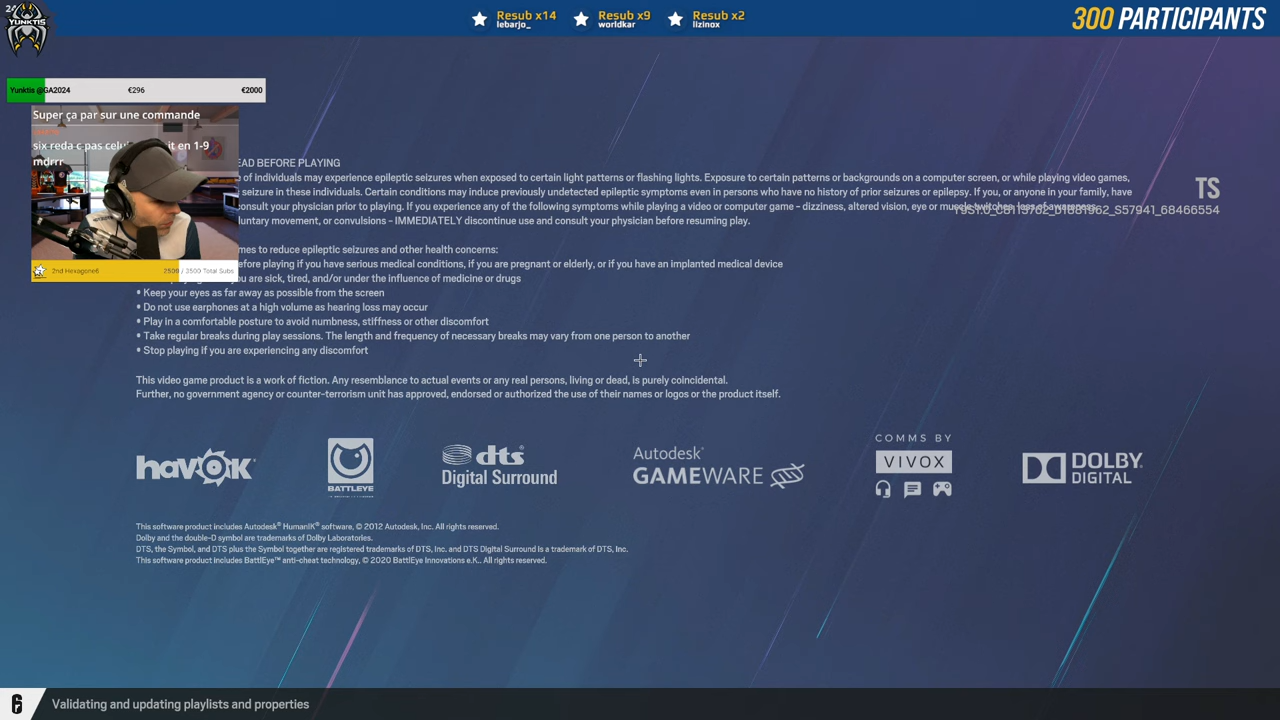 24
YUNKTIS
Resub x14
lebarjo_
Resub x9
worldkar
Resub x2
lizinox
300 PARTICIPANTS
Yunktis @GA2024 €296 €2000
Super ça par sur une commande
six reda c pas en 1-9
mdrrr
2nd Hexagone6 2500 / 2500 Total Subs
EAD BEFORE PLAYING
of individuals may experience epileptic seizures when exposed to certain light patterns or flashing lights. Exposure to certain patterns or backgrounds on a computer screen, or while playing video games,
seizure in these individuals. Certain conditions may induce previously undetected epileptic symptoms even in persons who have no history of prior seizures or epilepsy. If you, or anyone in your family, have
consult your physician prior to playing. If you experience any of the following symptoms while playing a video or computer game - dizziness, altered vision, eye or muscle twitches, loss of awareness,
luntary movement, or convulsions - IMMEDIATELY discontinue use and consult your physician before resuming play.
TS
S57941_68466554
mes to reduce epileptic seizures and other health concerns:
efore playing if you have serious medical conditions, if you are pregnant or elderly, or if you have an implanted medical device
you are sick, tired, and/or under the influence of medicine or drugs
• Keep your eyes as far away as possible from the screen
• Do not use earphones at a high volume as hearing loss may occur
• Play in a comfortable posture to avoid numbness, stiffness or other discomfort
• Take regular breaks during play sessions. The length and frequency of necessary breaks may vary from one person to another
• Stop playing if you are experiencing any discomfort
This video game product is a work of fiction. Any resemblance to actual events or any real persons, living or dead, is purely coincidental.
Further, no government agency or counter-terrorism unit has approved, endorsed or authorized the use of their names or logos or the product itself.
havok
BATTLEYE
dts
Digital Surround
Autodesk®
GAMEWARE
COMMS BY
VIVOX
DOLBY
DIGITAL
This software product includes Autodesk® HumanIK® software, © 2012 Autodesk, Inc. All rights reserved.
Dolby and the double-D symbol are trademarks of Dolby Laboratories.
DTS, the Symbol, and DTS plus the Symbol together are registered trademarks of DTS, Inc. and DTS Digital Surround is a trademark of DTS, Inc.
This software product includes BattlEye™ anti-cheat technology, © 2020 BattlEye Innovations e.K.. All rights reserved.
Validating and updating playlists and properties